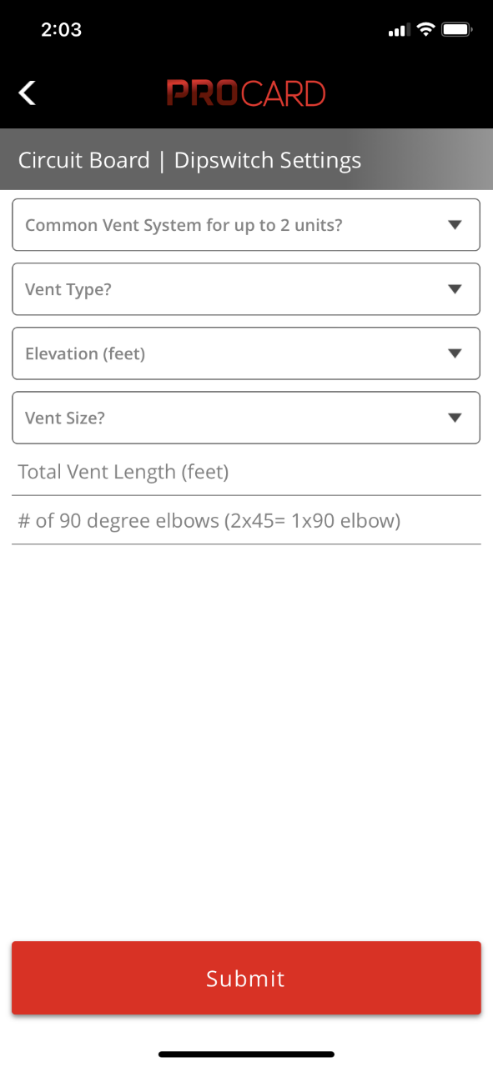 2:03
PROCARD
Circuit Board | Dipswitch Settings
Common Vent System for up to 2 units?
Vent Type?
Elevation (feet)
Vent Size?
Total Vent Length (feet)
# of 90 degree elbows (2x45= 1x90 elbow)
Submit